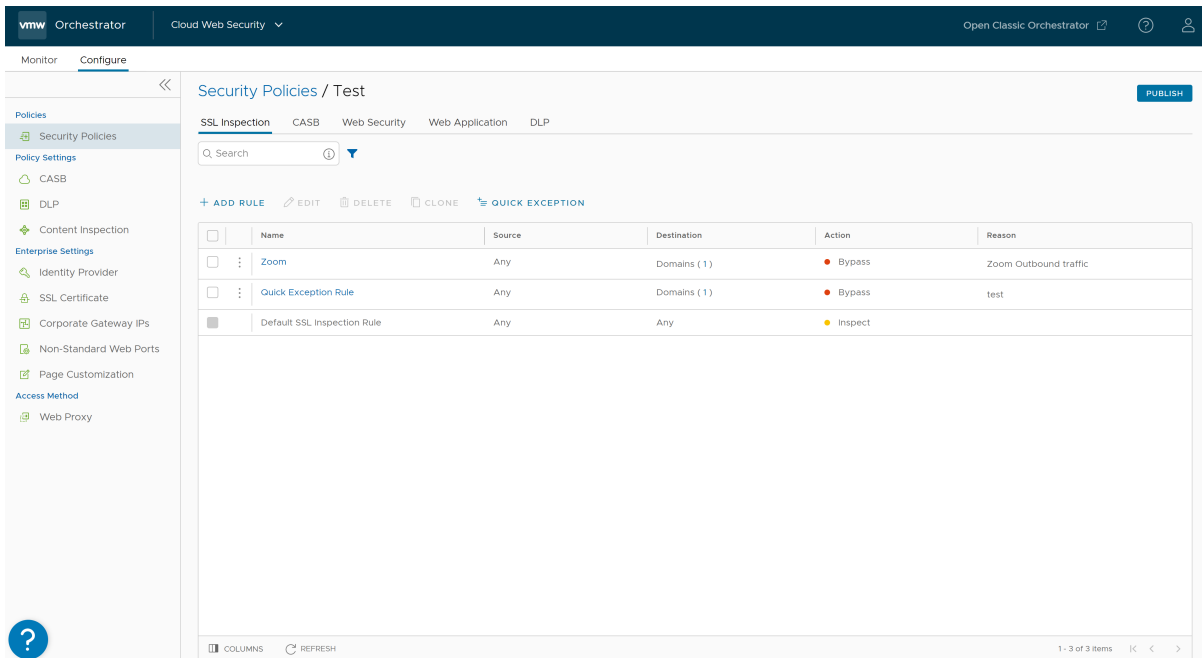 vmw Orchestrator Cloud Web Security Open Classic Orchestrator ?
Monitor Configure
Security Policies / Test PUBLISH
Policies
Security Policies
Policy Settings
CASB
DLP
Content Inspection
Enterprise Settings
Identity Provider
SSL Certificate
Corporate Gateway IPs
Non-Standard Web Ports
Page Customization
Access Method
Web Proxy
SSL Inspection CASB Web Security Web Application DLP
Search
+ ADD RULE EDIT DELETE CLONE QUICK EXCEPTION
Name Source Destination Action Reason
Zoom Any Domains ( 1 ) Bypass Zoom Outbound traffic
Quick Exception Rule Any Domains ( 1 ) Bypass test
Default SSL Inspection Rule Any Any Inspect
? COLUMNS REFRESH 1 - 3 of 3 items